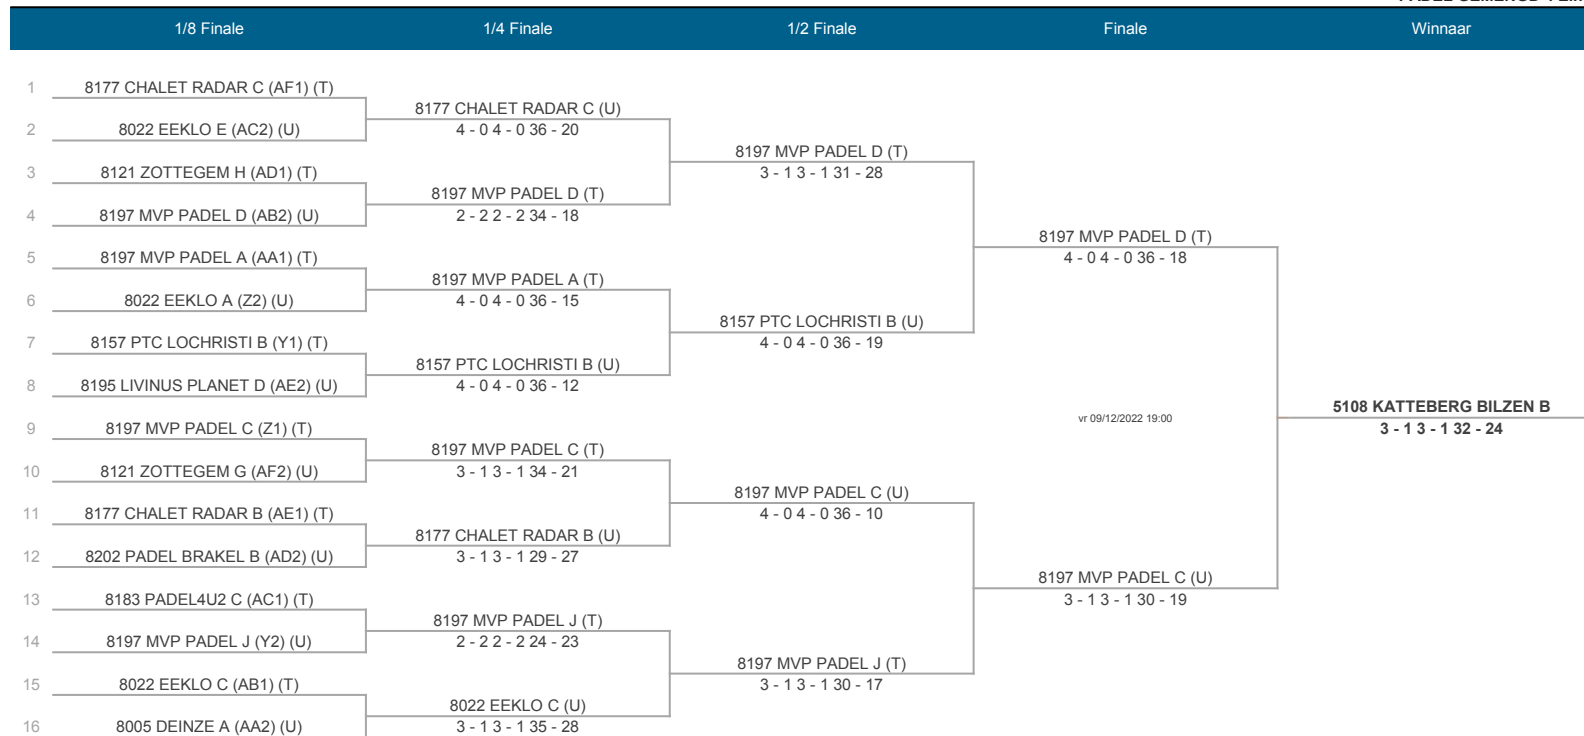 1/8 Finale 1/4 Finale 1/2 Finale Finale Winnaar
1 8177 CHALET RADAR C (AF1) (T)
8177 CHALET RADAR C (U)
4 - 0 4 - 0 36 - 20
2 8022 EEKLO E (AC2) (U)
8197 MVP PADEL D (T)
3 - 1 3 - 1 31 - 28
3 8121 ZOTTEGEM H (AD1) (T)
8197 MVP PADEL D (T)
2 - 2 2 - 2 34 - 18
4 8197 MVP PADEL D (AB2) (U)
8197 MVP PADEL D (T)
4 - 0 4 - 0 36 - 18
5 8197 MVP PADEL A (AA1) (T)
8197 MVP PADEL A (T)
4 - 0 4 - 0 36 - 15
6 8022 EEKLO A (Z2) (U)
8157 PTC LOCHRISTI B (U)
4 - 0 4 - 0 36 - 19
7 8157 PTC LOCHRISTI B (Y1) (T)
8157 PTC LOCHRISTI B (U)
4 - 0 4 - 0 36 - 12
8 8195 LIVINUS PLANET D (AE2) (U)
5108 KATTEBERG BILZEN B
3 - 1 3 - 1 32 - 24
vr 09/12/2022 19:00
9 8197 MVP PADEL C (Z1) (T)
8197 MVP PADEL C (T)
3 - 1 3 - 1 34 - 21
10 8121 ZOTTEGEM G (AF2) (U)
8197 MVP PADEL C (U)
4 - 0 4 - 0 36 - 10
11 8177 CHALET RADAR B (AE1) (T)
8177 CHALET RADAR B (U)
3 - 1 3 - 1 29 - 27
12 8202 PADEL BRAKEL B (AD2) (U)
8197 MVP PADEL C (U)
3 - 1 3 - 1 30 - 19
13 8183 PADEL4U2 C (AC1) (T)
8197 MVP PADEL J (T)
2 - 2 2 - 2 24 - 23
14 8197 MVP PADEL J (Y2) (U)
8197 MVP PADEL J (T)
3 - 1 3 - 1 30 - 17
15 8022 EEKLO C (AB1) (T)
8022 EEKLO C (U)
3 - 1 3 - 1 35 - 28
16 8005 DEINZE A (AA2) (U)